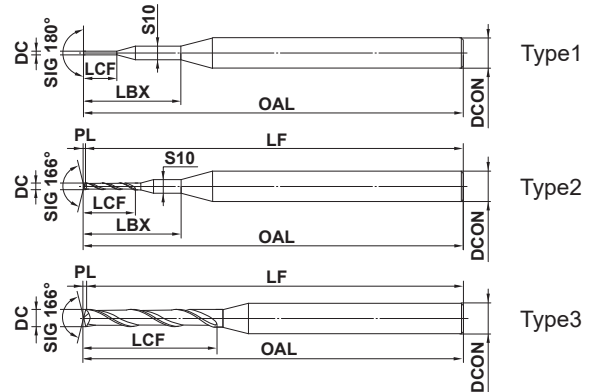 DC
SIG 180°
S10
LCF
LBX
OAL
DCON
Type1
PL
LF
DC
SIG 166°
S10
LCF
LBX
OAL
DCON
Type2
PL
LF
DC
SIG 166°
LCF
OAL
DCON
Type3